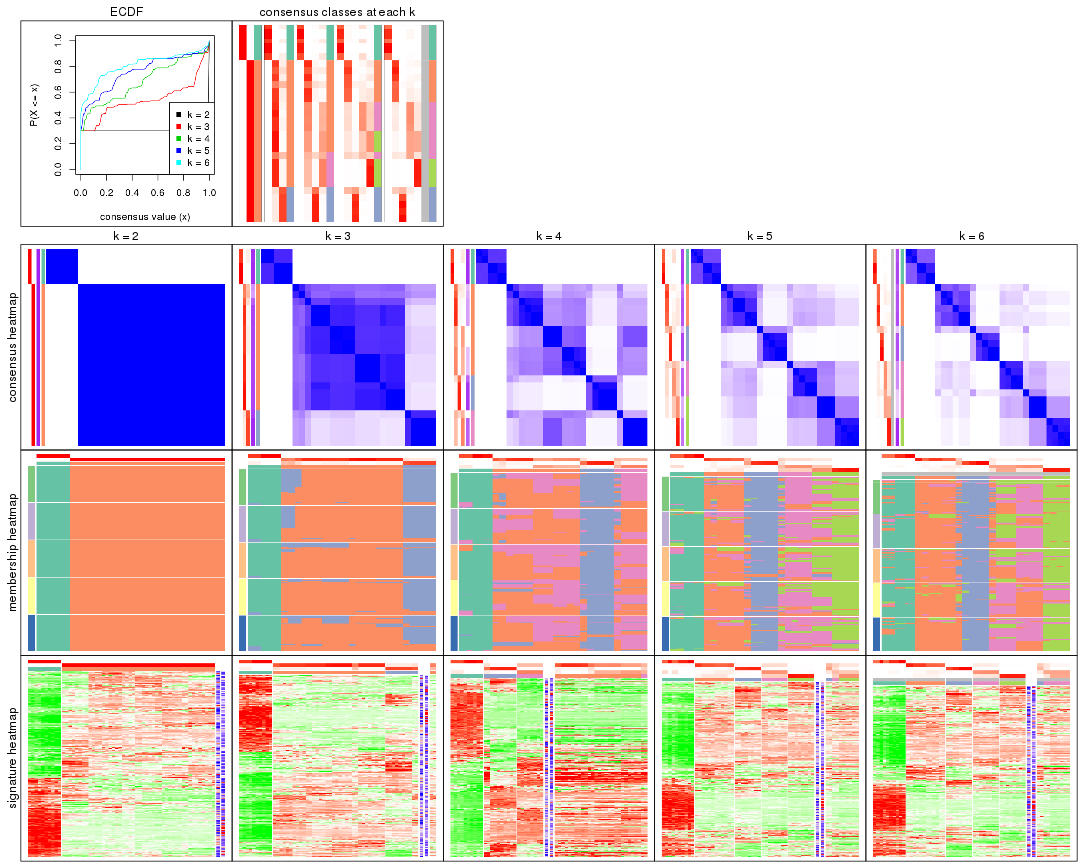 ECDF
consensus classes at each k
P(X <= x)
1.0
0.8
0.6
0.4
0.2
0.0
k = 2
k = 3
k = 4
k = 5
k = 6
0.0 0.2 0.4 0.6 0.8 1.0
consensus value (x)
k = 2
k = 3
k = 4
k = 5
k = 6
consensus heatmap
membership heatmap
signature heatmap